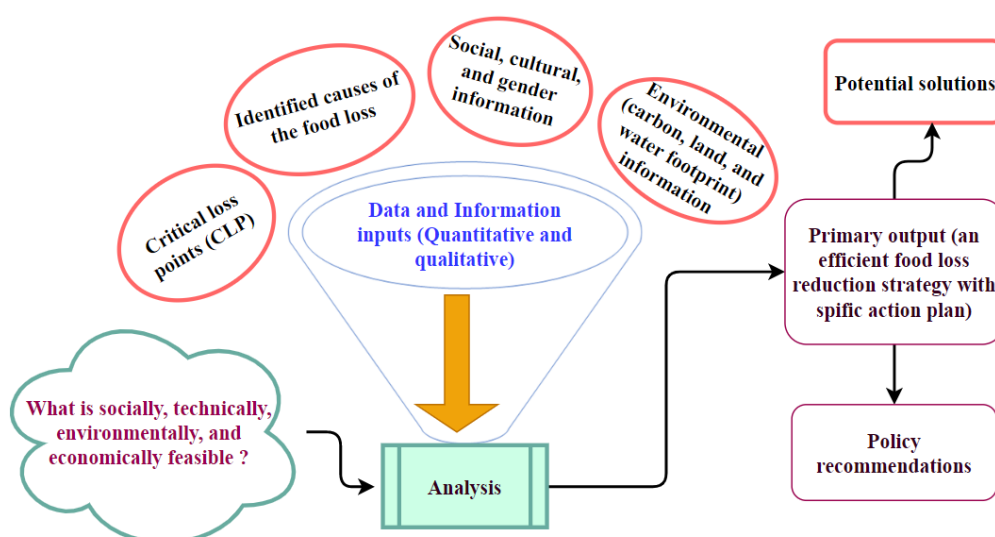 Critical loss
points (CLP)
Identified causes of
the food loss
Social, cultural,
and gender
information
Environmental
(carbon, land, and
water footprint)
information
Data and Information
inputs (Quantitative and
qualitative)
What is socially, technically,
environmentally, and
economically feasible ?
Analysis
Potential solutions
Primary output (an
efficient food loss
reduction strategy with
spific action plan)
Policy
recommendations